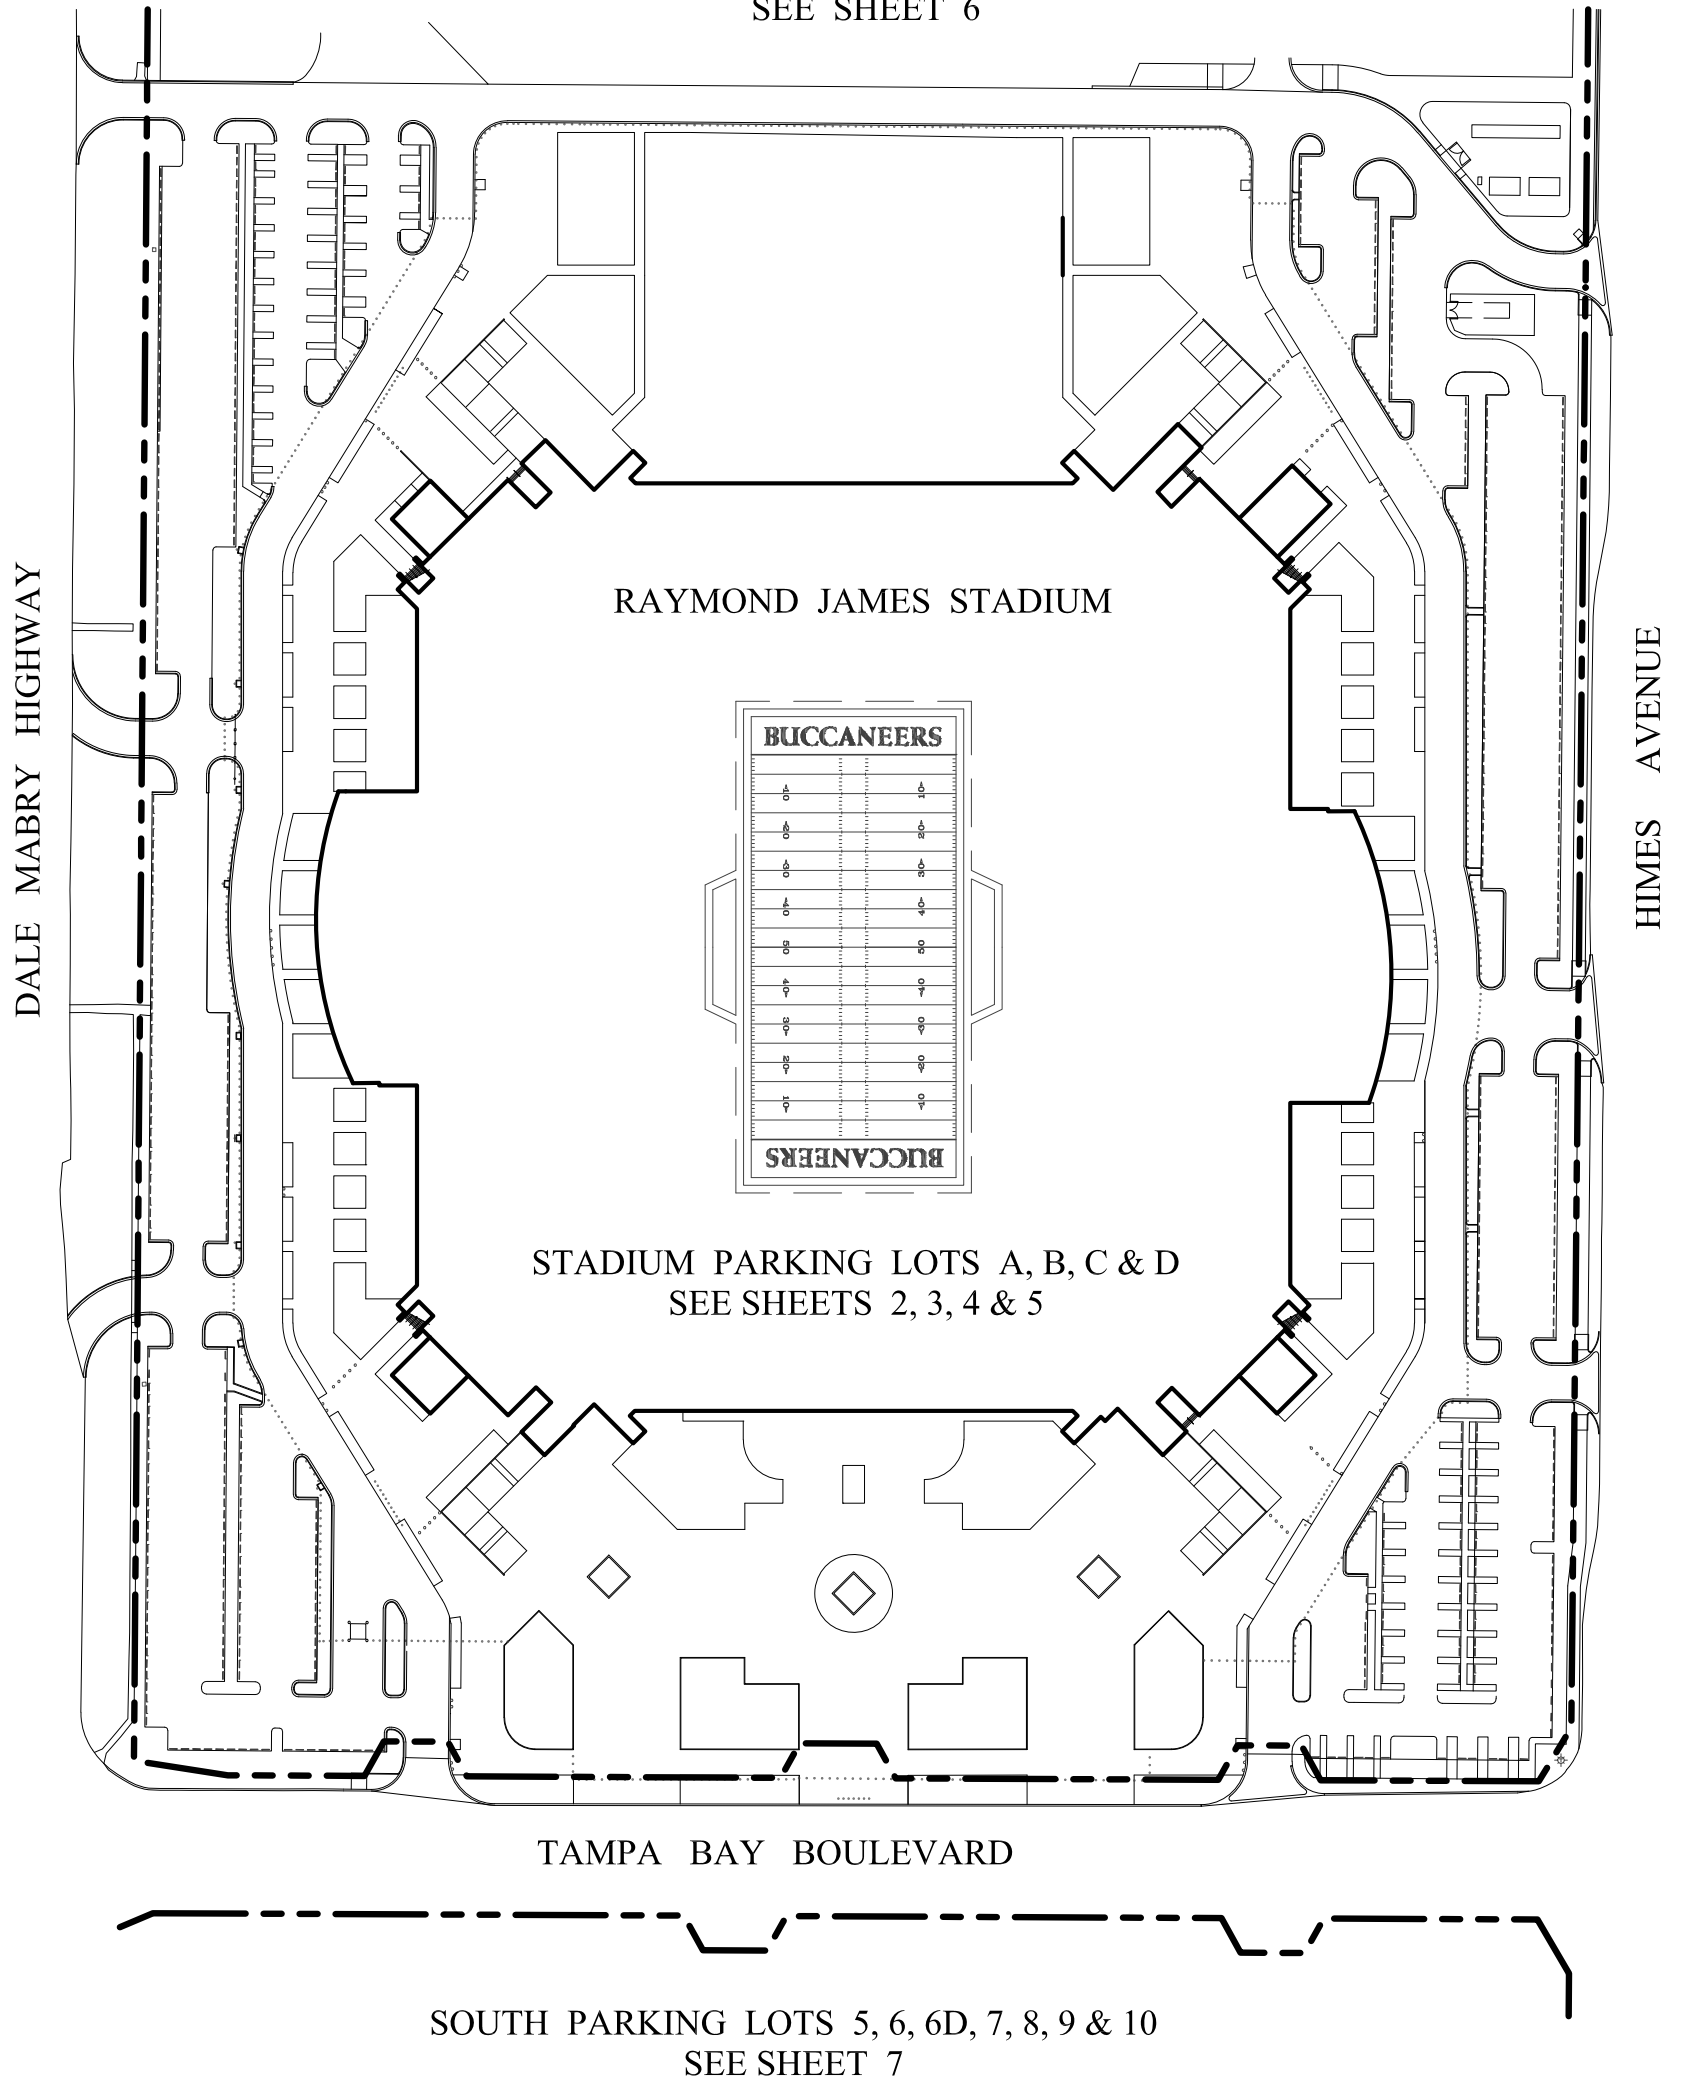 SEE SHEET 6
RAYMOND JAMES STADIUM
DALE MABRY HIGHWAY
HIMES AVENUE
BUCCANEERS
10 10
20 20
30 30
40 40
50 50
40 40
30 30
20 20
10 10
BUCCANEERS
STADIUM PARKING LOTS A, B, C & D
SEE SHEETS 2, 3, 4 & 5
TAMPA BAY BOULEVARD
SOUTH PARKING LOTS 5, 6, 6D, 7, 8, 9 & 10
SEE SHEET 7